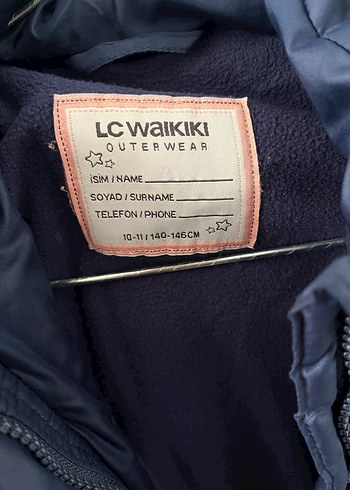 LC WAIKIKI
OUTERWEAR
İSİM / NAME
SOYAD / SURNAME
TELEFON / PHONE
10-11 / 140-146CM